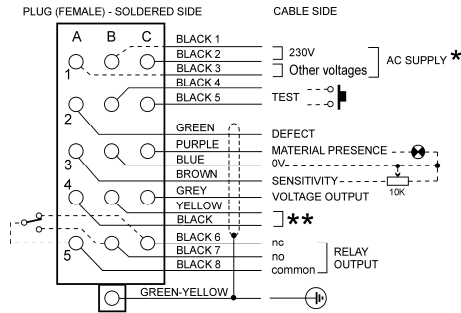 PLUG (FEMALE) - SOLDERED SIDE
CABLE SIDE
A B C
BLACK 1
BLACK 2
230V
BLACK 3
Other voltages
AC SUPPLY *
1
BLACK 4
BLACK 5
TEST
2
GREEN
DEFECT
PURPLE
MATERIAL PRESENCE
BLUE
0V
3
BROWN
SENSITIVITY
10K
GREY
VOLTAGE OUTPUT
4
YELLOW
BLACK
**
BLACK 6
nc
5
BLACK 7
no
RELAY
OUTPUT
BLACK 8
common
GREEN-YELLOW